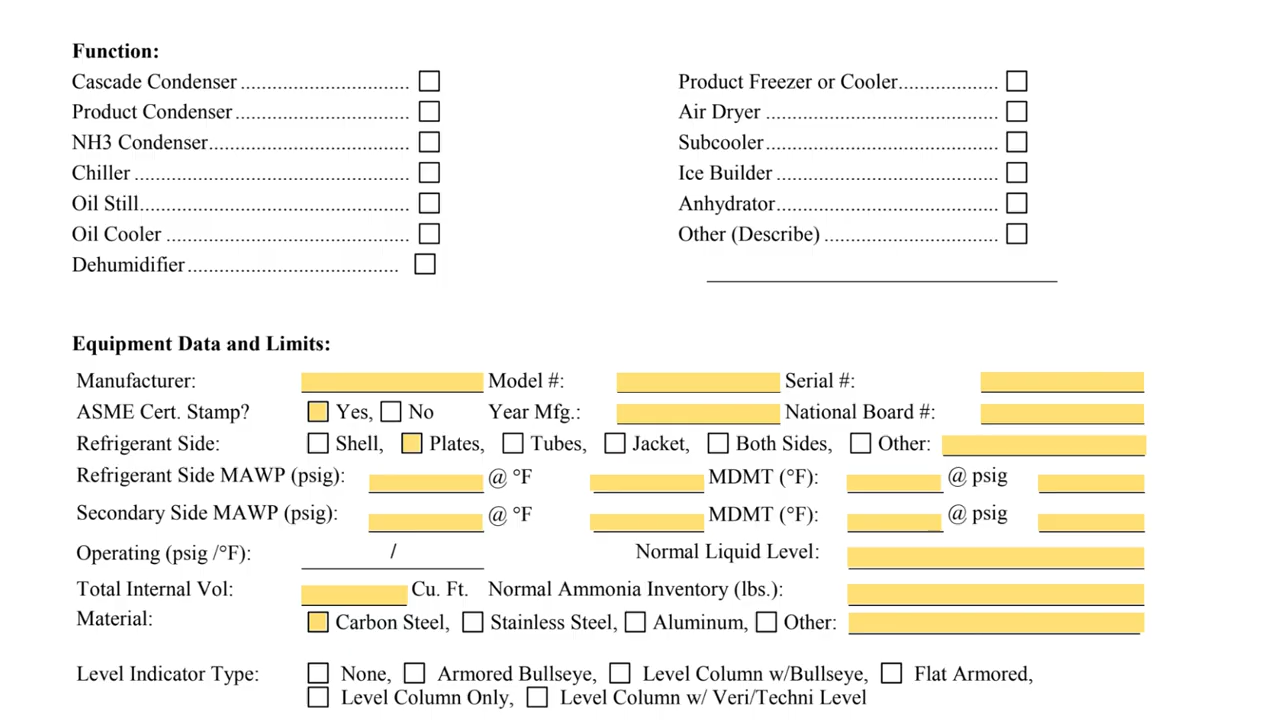 Function:
Cascade Condenser ................................ Product Freezer or Cooler...................
Product Condenser ................................. Air Dryer ............................................
NH3 Condenser...................................... Subcooler............................................
Chiller .................................................... Ice Builder ..........................................
Oil Still................................................... Anhydrator..........................................
Oil Cooler .............................................. Other (Describe) .................................
Dehumidifier........................................
Equipment Data and Limits:
Manufacturer: Model #: Serial #:
ASME Cert. Stamp? Yes, No Year Mfg.: National Board #:
Refrigerant Side: Shell, Plates, Tubes, Jacket, Both Sides, Other:
Refrigerant Side MAWP (psig): @ °F MDMT (°F): @ psig
Secondary Side MAWP (psig): @ °F MDMT (°F): @ psig
Operating (psig /°F): / Normal Liquid Level:
Total Internal Vol: Cu. Ft. Normal Ammonia Inventory (lbs.):
Material: Carbon Steel, Stainless Steel, Aluminum, Other:
Level Indicator Type: None, Armored Bullseye, Level Column w/Bullseye, Flat Armored,
Level Column Only, Level Column w/ Veri/Techni Level